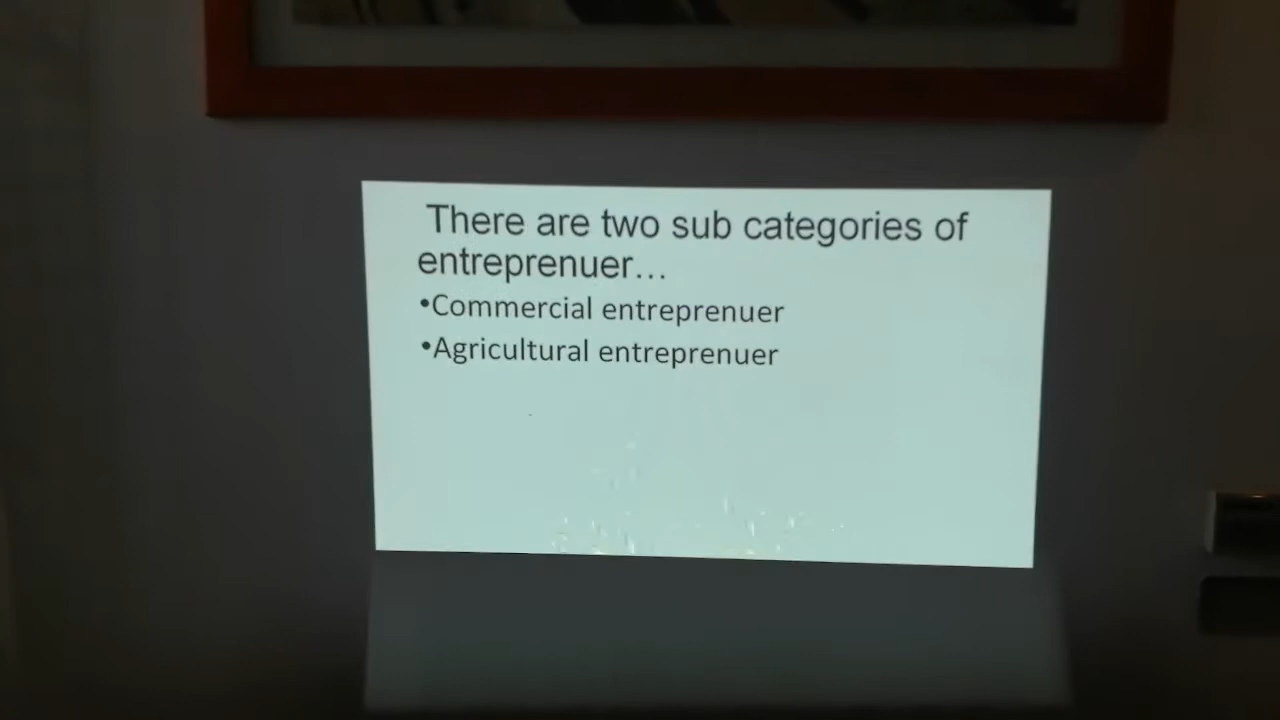 There are two sub categories of
entreprenuer...
•Commercial entreprenuer
•Agricultural entreprenuer